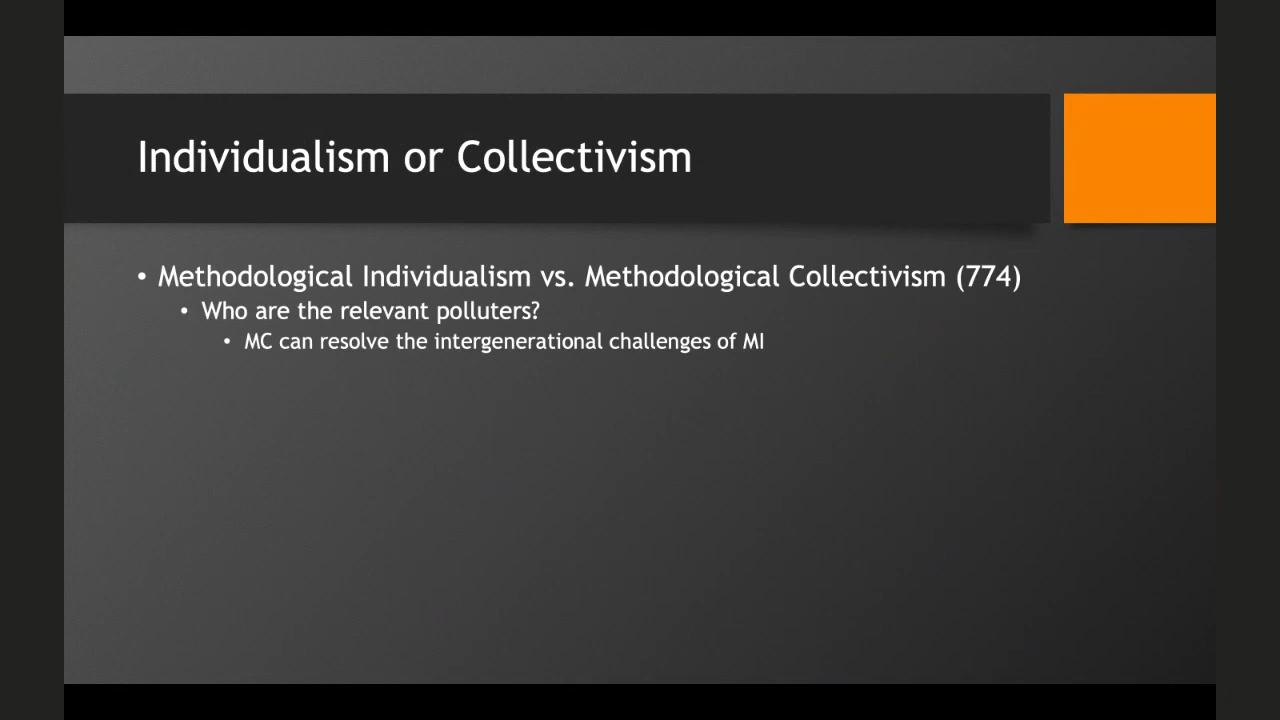 Individualism or Collectivism
• Methodological Individualism vs. Methodological Collectivism (774)
• Who are the relevant polluters?
• MC can resolve the intergenerational challenges of MI